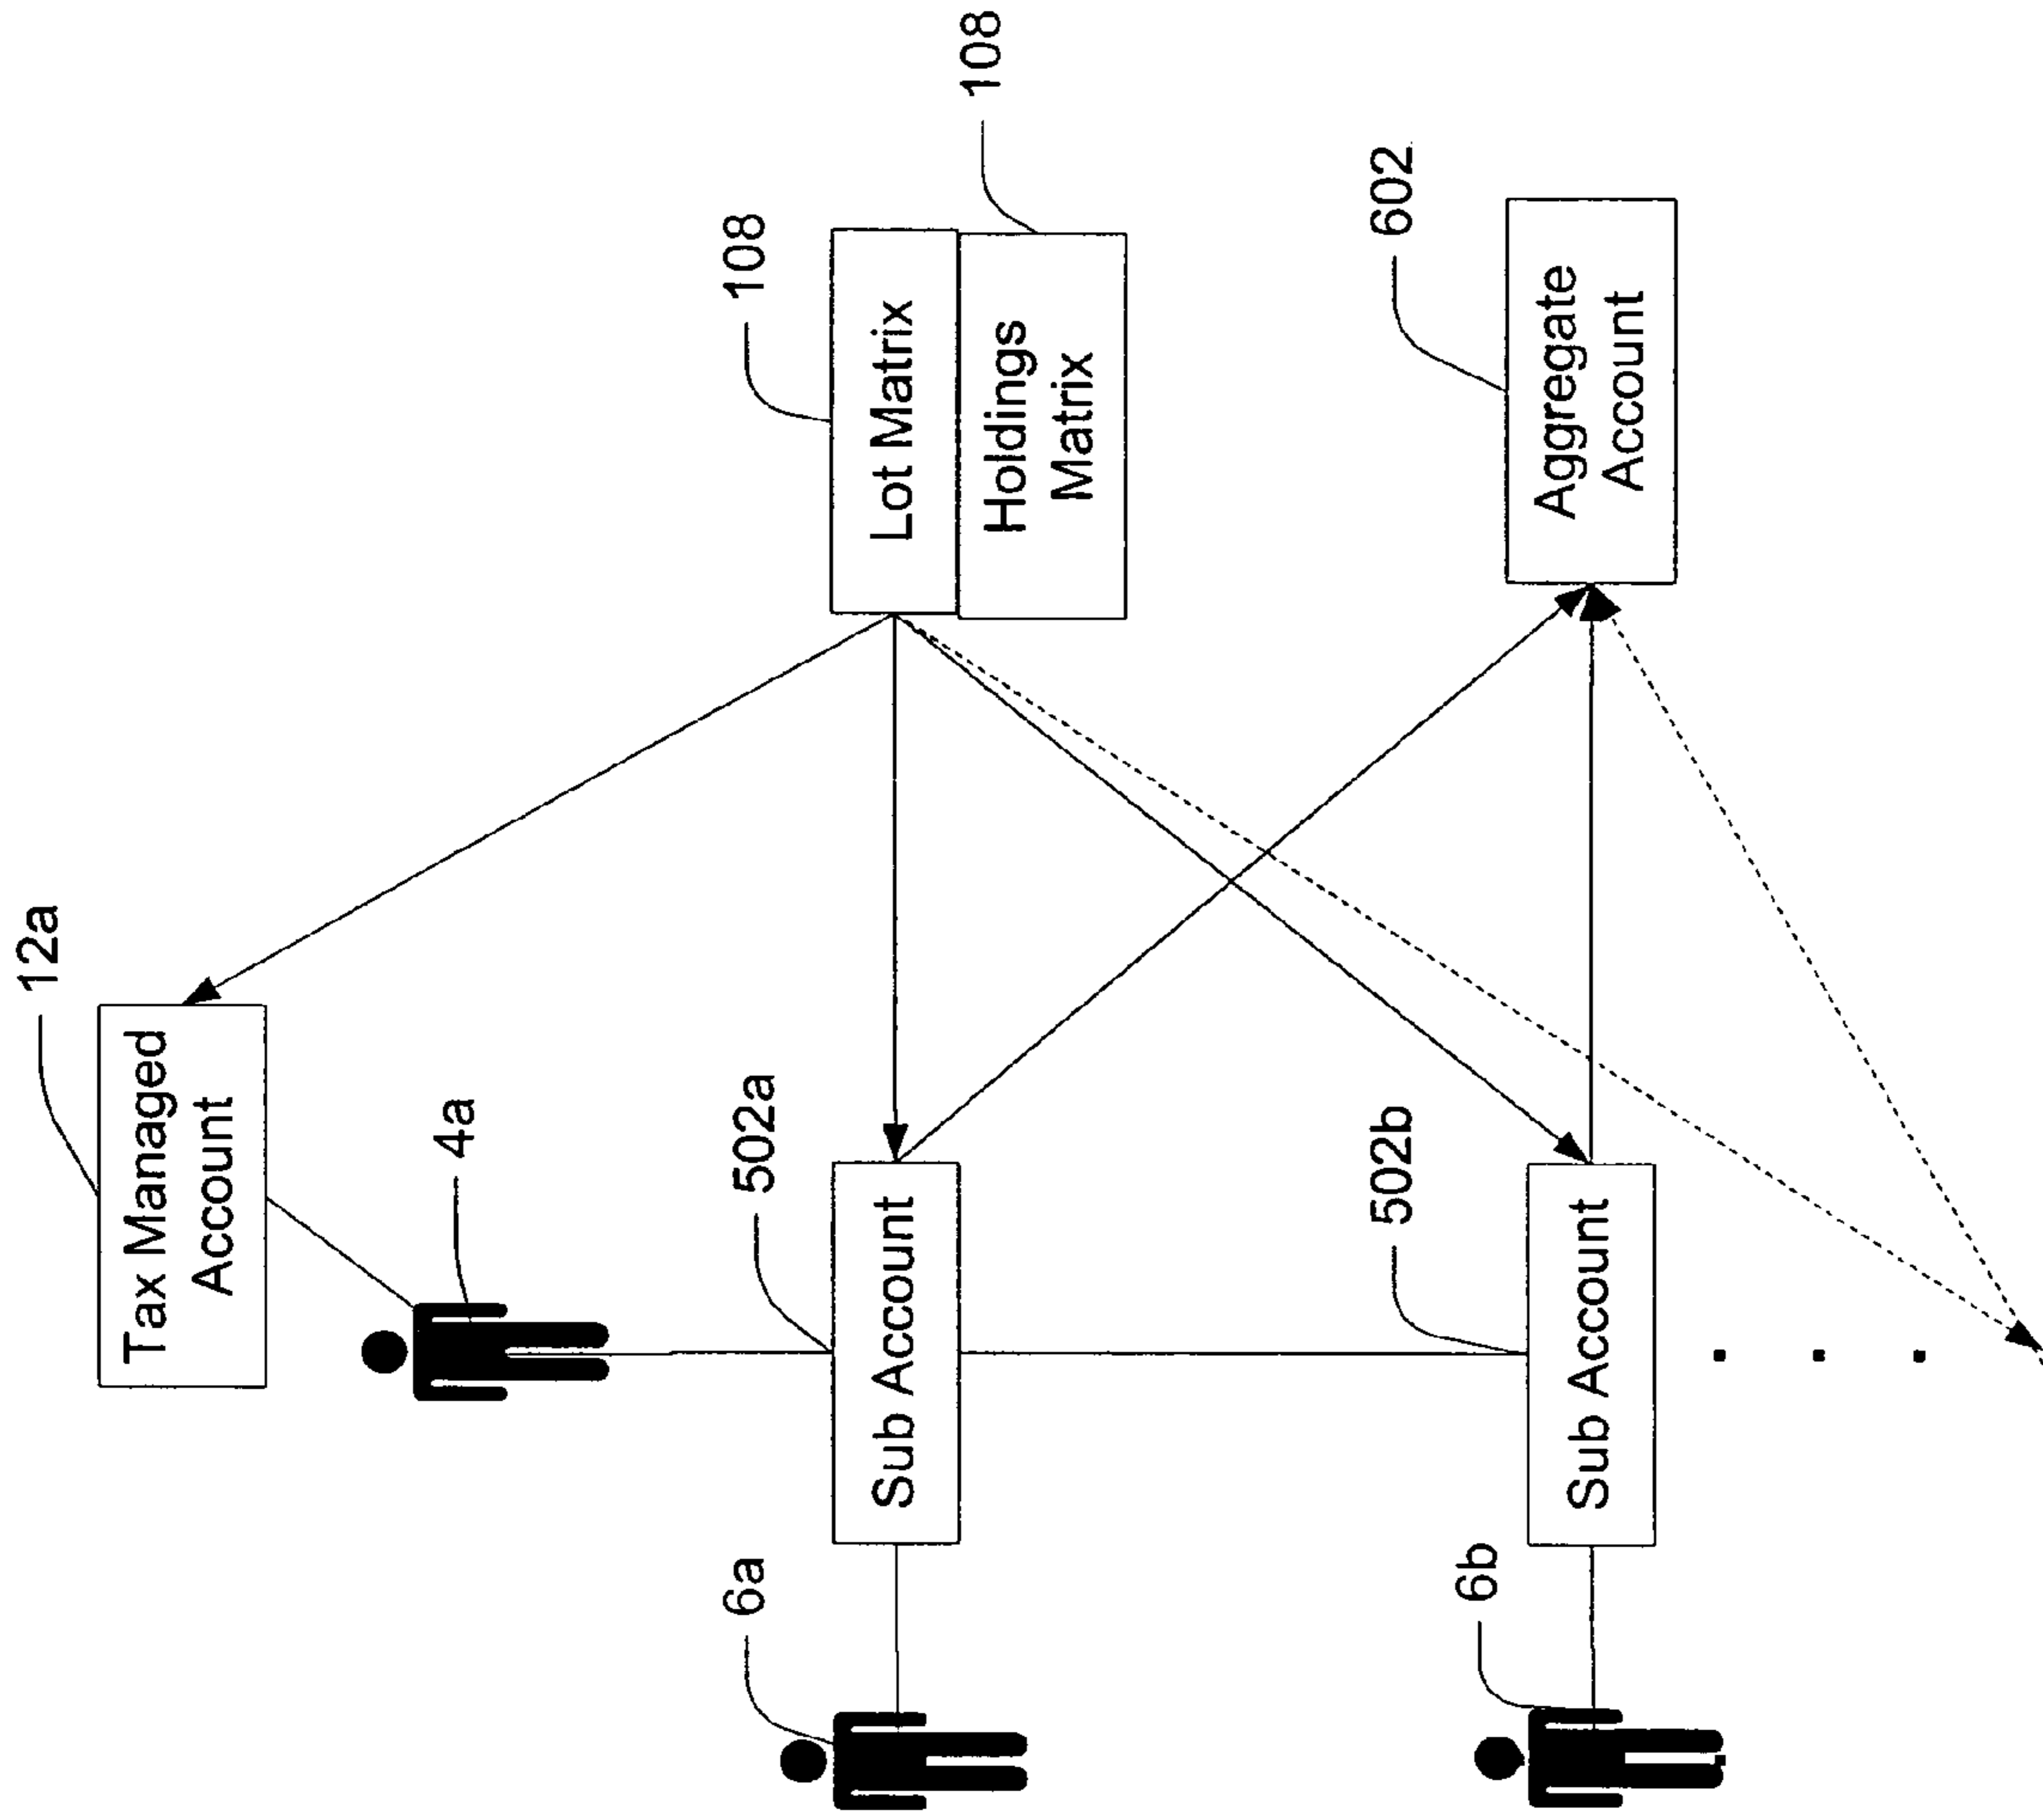 12a
Tax Managed
Account
4a
108
108
Lot Matrix
Holdings
Matrix
502a
Sub Account
6a
602
Aggregate
Account
502b
Sub Account
6b